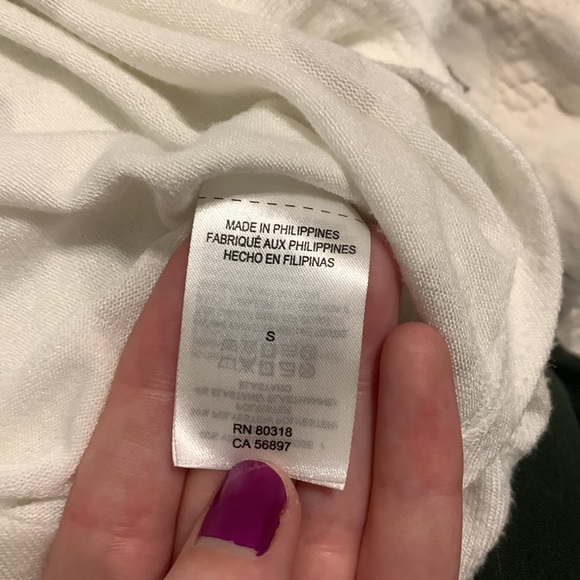 MADE IN PHILIPPINES
FABRIQUÉ AUX PHILIPPINES
HECHO EN FILIPINAS
S
RN 80318
CA 56897